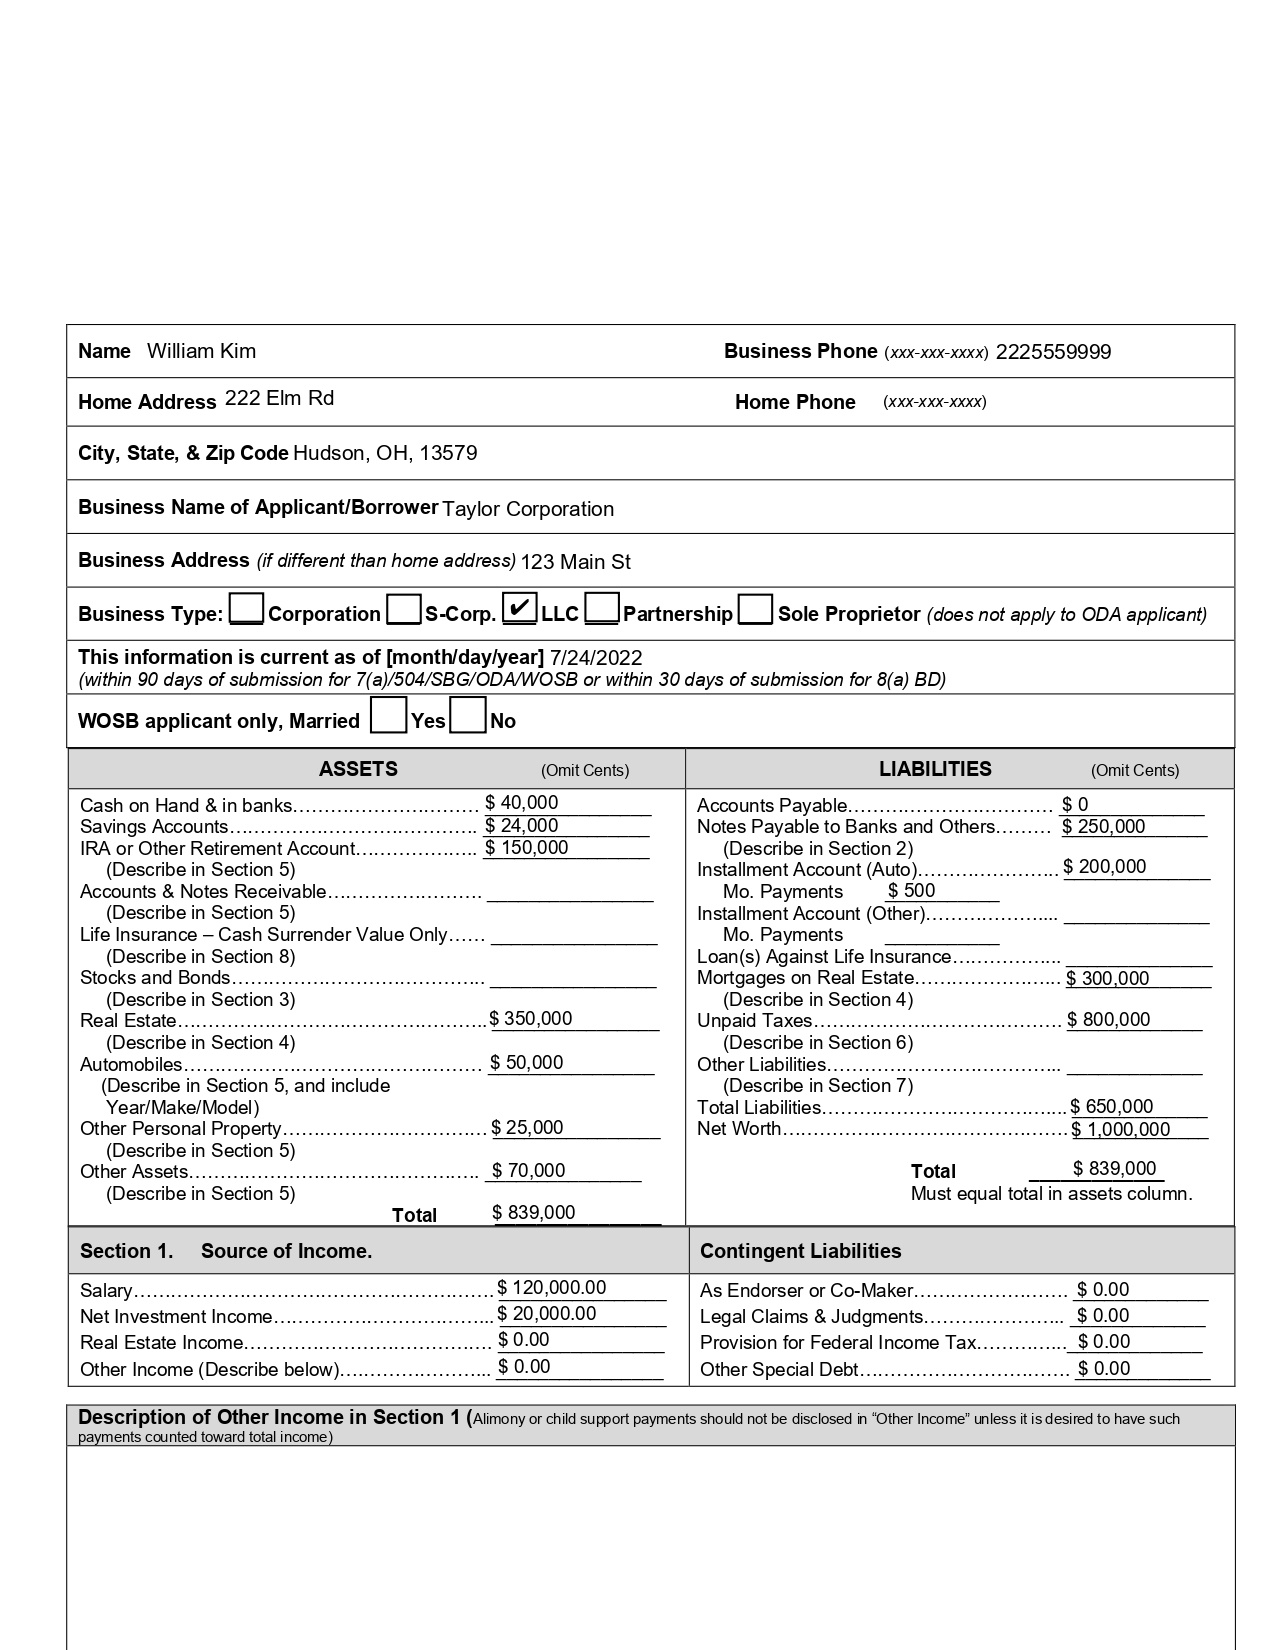 Name William Kim Business Phone (xxx-xxx-xxxx) 2225559999
Home Address 222 Elm Rd Home Phone (xxx-xxx-xxxx)
City, State, & Zip Code Hudson, OH, 13579
Business Name of Applicant/Borrower Taylor Corporation
Business Address (if different than home address) 123 Main St
Business Type: Corporation S-Corp. ✔ LLC Partnership Sole Proprietor (does not apply to ODA applicant)
This information is current as of [month/day/year] 7/24/2022
(within 90 days of submission for 7(a)/504/SBG/ODA/WOSB or within 30 days of submission for 8(a) BD)
WOSB applicant only, Married Yes No
ASSETS (Omit Cents)
Cash on Hand & in banks………………………… $ 40,000
Savings Accounts………………………………….. $ 24,000
IRA or Other Retirement Account……………….. $ 150,000
(Describe in Section 5)
Accounts & Notes Receivable……………………
(Describe in Section 5)
Life Insurance – Cash Surrender Value Only……
(Describe in Section 8)
Stocks and Bonds…………………………………..
(Describe in Section 3)
Real Estate………………………………………….. $ 350,000
(Describe in Section 4)
Automobiles………………………………………… $ 50,000
(Describe in Section 5, and include
Year/Make/Model)
Other Personal Property…………………………… $ 25,000
(Describe in Section 5)
Other Assets………………………………………. $ 70,000
(Describe in Section 5)
Total $ 839,000
LIABILITIES (Omit Cents)
Accounts Payable…………………………… $ 0
Notes Payable to Banks and Others……… $ 250,000
(Describe in Section 2)
Installment Account (Auto)………………….. $ 200,000
Mo. Payments $ 500
Installment Account (Other)………………....
Mo. Payments
Loan(s) Against Life Insurance……………...
Mortgages on Real Estate………………….. $ 300,000
(Describe in Section 4)
Unpaid Taxes………………………………… $ 800,000
(Describe in Section 6)
Other Liabilities………………………………..
(Describe in Section 7)
Total Liabilities………………………………... $ 650,000
Net Worth……………………………………… $ 1,000,000
Total $ 839,000
Must equal total in assets column.
Section 1. Source of Income.
Salary………………………………………………… $ 120,000.00
Net Investment Income……………………………... $ 20,000.00
Real Estate Income…………………………………. $ 0.00
Other Income (Describe below)…………………... $ 0.00
Contingent Liabilities
As Endorser or Co-Maker……………………. $ 0.00
Legal Claims & Judgments………………….. $ 0.00
Provision for Federal Income Tax………….. $ 0.00
Other Special Debt……………………………. $ 0.00
Description of Other Income in Section 1 (Alimony or child support payments should not be disclosed in “Other Income” unless it is desired to have such
payments counted toward total income)